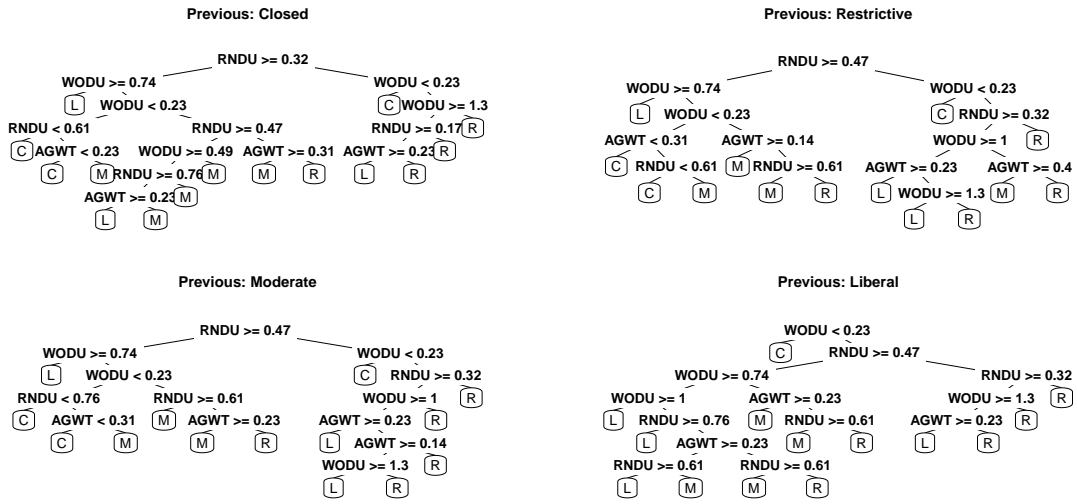 Previous: Closed
RNDU >= 0.32
WODU >= 0.74 WODU < 0.23
L WODU < 0.23 C WODU >= 1.3
RNDU < 0.61 RNDU >= 0.47 RNDU >= 0.17 R
C AGWT < 0.23 WODU >= 0.49 AGWT >= 0.31 AGWT >= 0.23 R
C M RNDU >= 0.76 M M R L R
AGWT >= 0.23 M
L M
Previous: Restrictive
RNDU >= 0.47
WODU >= 0.74 WODU < 0.23
L WODU < 0.23 C RNDU >= 0.32
AGWT < 0.31 AGWT >= 0.14 WODU >= 1 R
C RNDU < 0.61 M RNDU >= 0.61 AGWT >= 0.23 AGWT >= 0.4
C M M R L WODU >= 1.3 M R
L R
Previous: Moderate
RNDU >= 0.47
WODU >= 0.74 WODU < 0.23
L WODU < 0.23 C RNDU >= 0.32
RNDU < 0.76 RNDU >= 0.61 WODU >= 1 R
C AGWT < 0.31 M AGWT >= 0.23 AGWT >= 0.23 R
C M M R L AGWT >= 0.14
WODU >= 1.3 R
L R
Previous: Liberal
WODU < 0.23
C RNDU >= 0.47
WODU >= 0.74 RNDU >= 0.32
WODU >= 1 AGWT >= 0.23 WODU >= 1.3 R
L RNDU >= 0.76 M RNDU >= 0.61 AGWT >= 0.23 R
L AGWT >= 0.23 M R L R
RNDU >= 0.61 RNDU >= 0.61
L M M R